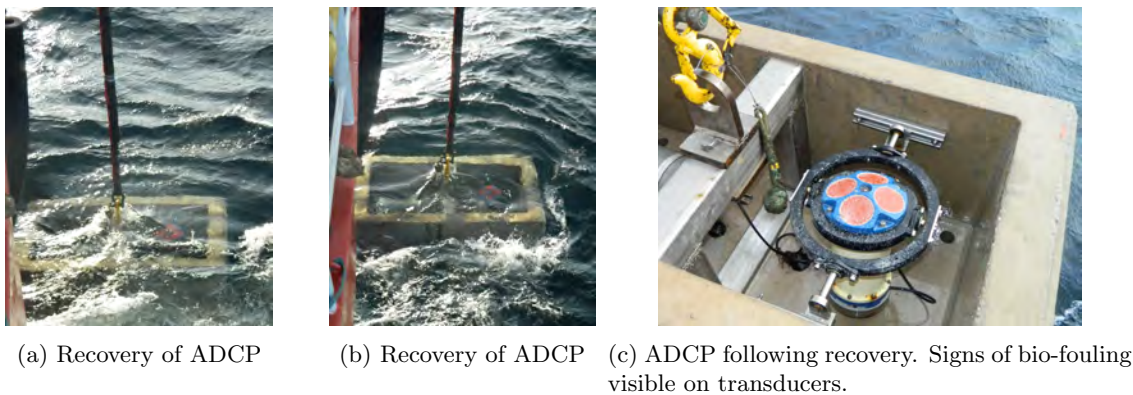 (a) Recovery of ADCP
(b) Recovery of ADCP
(c) ADCP following recovery. Signs of bio-fouling
visible on transducers.